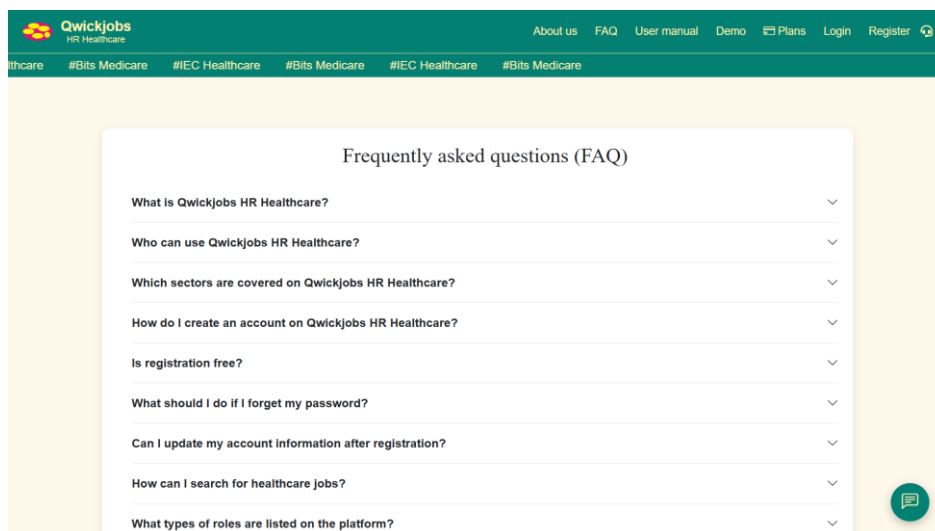 Qwickjobs
HR Healthcare
About us FAQ User manual Demo Plans Login Register
lthcare #Bits Medicare #IEC Healthcare #Bits Medicare #IEC Healthcare #Bits Medicare
Frequently asked questions (FAQ)
What is Qwickjobs HR Healthcare?
Who can use Qwickjobs HR Healthcare?
Which sectors are covered on Qwickjobs HR Healthcare?
How do I create an account on Qwickjobs HR Healthcare?
Is registration free?
What should I do if I forget my password?
Can I update my account information after registration?
How can I search for healthcare jobs?
What types of roles are listed on the platform?